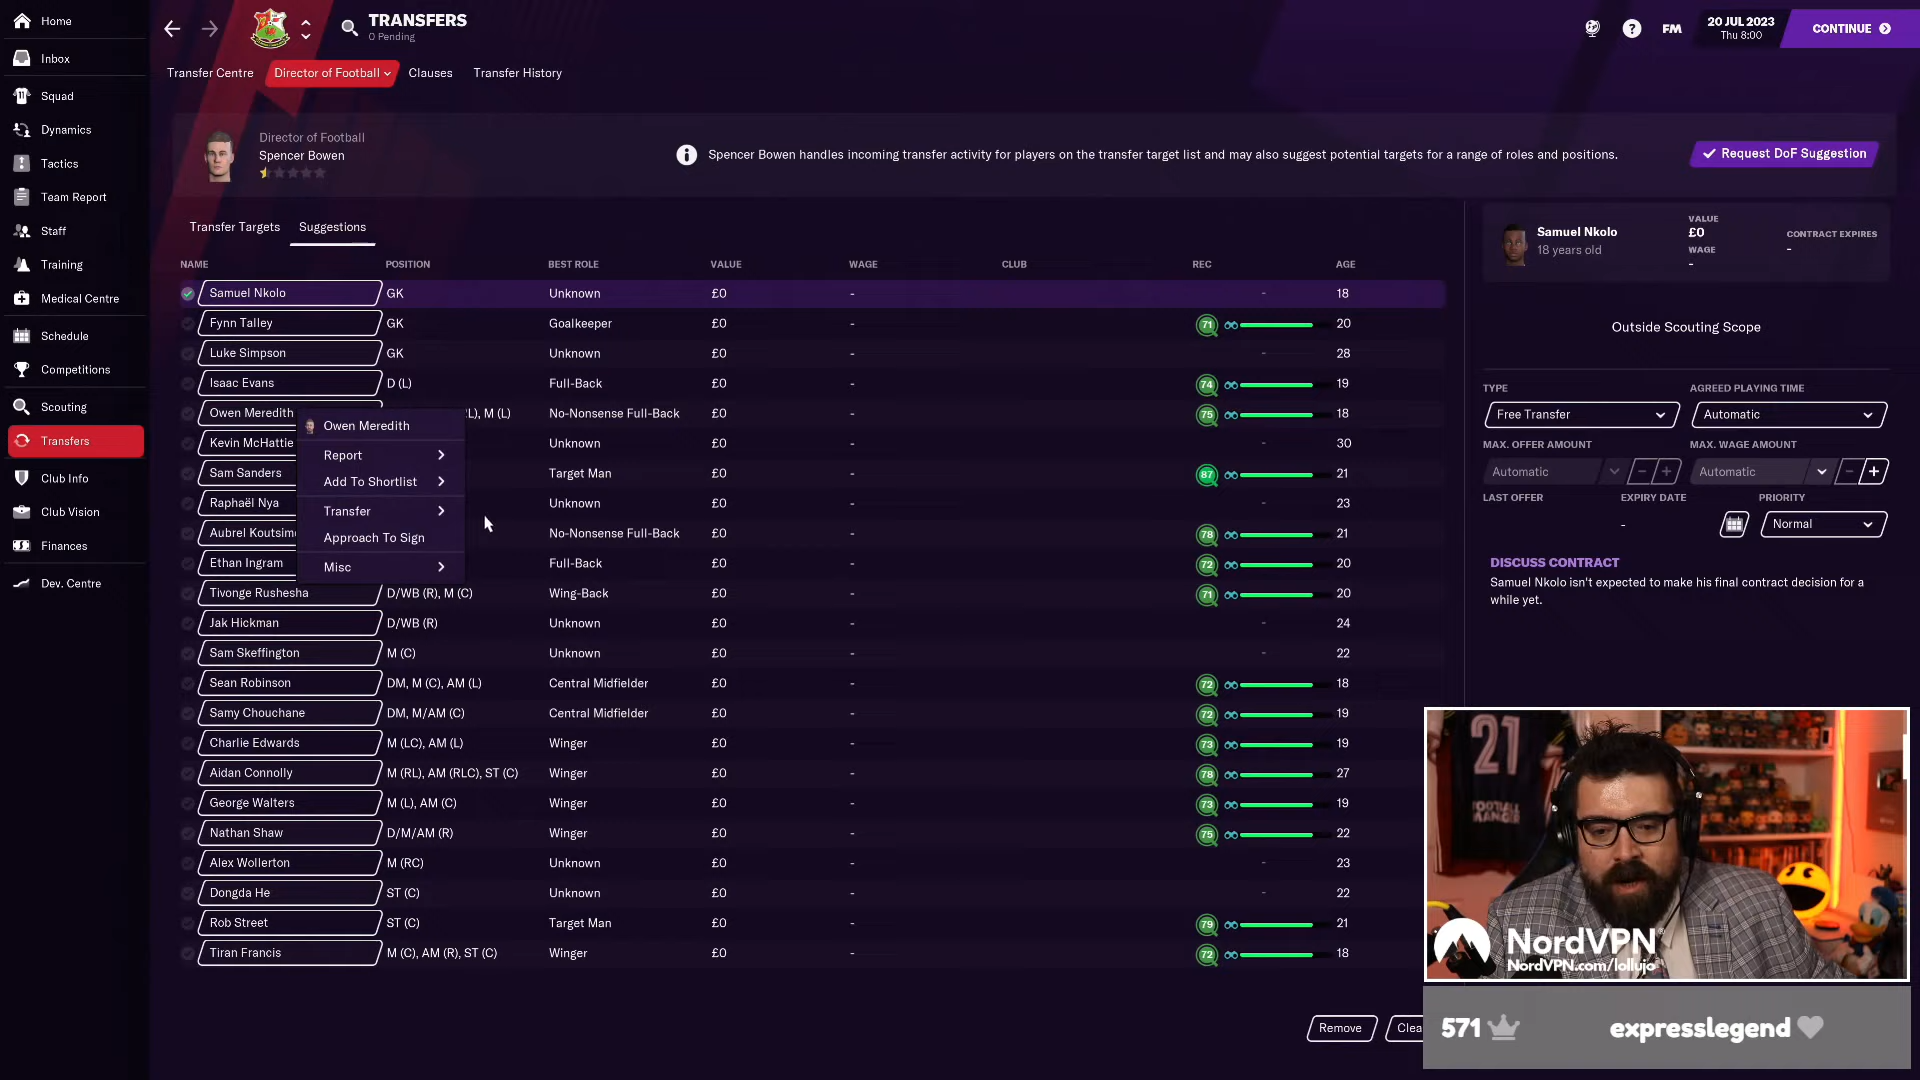 Home
Inbox
Squad
Dynamics
Tactics
Team Report
Staff
Training
Medical Centre
Schedule
Competitions
Scouting
Transfers
Club Info
Club Vision
Finances
Dev. Centre
TRANSFERS
0 Pending
FM
20 JUL 2023
Thu 8:00
CONTINUE
Transfer Centre
Director of Football
Clauses
Transfer History
Director of Football
Spencer Bowen
Spencer Bowen handles incoming transfer activity for players on the transfer target list and may also suggest potential targets for a range of roles and positions.
Request DoF Suggestion
Transfer Targets
Suggestions
NAME POSITION BEST ROLE VALUE WAGE CLUB REC AGE
Samuel Nkolo GK Unknown £0 - - 18
Fynn Talley GK Goalkeeper £0 - 71 20
Luke Simpson GK Unknown £0 - - 28
Isaac Evans D (L) Full-Back £0 - 74 19
Owen Meredith L), M (L) No-Nonsense Full-Back £0 - 75 18
Kevin McHattie Unknown £0 - - 30
Sam Sanders Target Man £0 - 87 21
Raphaël Nya Unknown £0 - - 23
Aubrel Koutsim No-Nonsense Full-Back £0 - 78 21
Ethan Ingram Full-Back £0 - 72 20
Tivonge Rushesha D/WB (R), M (C) Wing-Back £0 - 71 20
Jak Hickman D/WB (R) Unknown £0 - - 24
Sam Skeffington M (C) Unknown £0 - - 22
Sean Robinson DM, M (C), AM (L) Central Midfielder £0 - 72 18
Samy Chouchane DM, M/AM (C) Central Midfielder £0 - 72 19
Charlie Edwards M (LC), AM (L) Winger £0 - 73 19
Aidan Connolly M (RL), AM (RLC), ST (C) Winger £0 - 78 27
George Walters M (L), AM (C) Winger £0 - 73 19
Nathan Shaw D/M/AM (R) Winger £0 - 75 22
Alex Wollerton M (RC) Unknown £0 - - 23
Dongda He ST (C) Unknown £0 - - 22
Rob Street ST (C) Target Man £0 - 79 21
Tiran Francis M (C), AM (R), ST (C) Winger £0 - 72 18
Owen Meredith
Report
Add To Shortlist
Transfer
Approach To Sign
Misc
Remove
Clea
Samuel Nkolo
18 years old
VALUE
£0
WAGE
-
CONTRACT EXPIRES
-
Outside Scouting Scope
TYPE
Free Transfer
AGREED PLAYING TIME
Automatic
MAX. OFFER AMOUNT
Automatic
MAX. WAGE AMOUNT
Automatic
LAST OFFER
EXPIRY DATE
-
PRIORITY
Normal
DISCUSS CONTRACT
Samuel Nkolo isn't expected to make his final contract decision for a
while yet.
21
NordVPN
NordVPN.com/lollujo
571
expresslegend